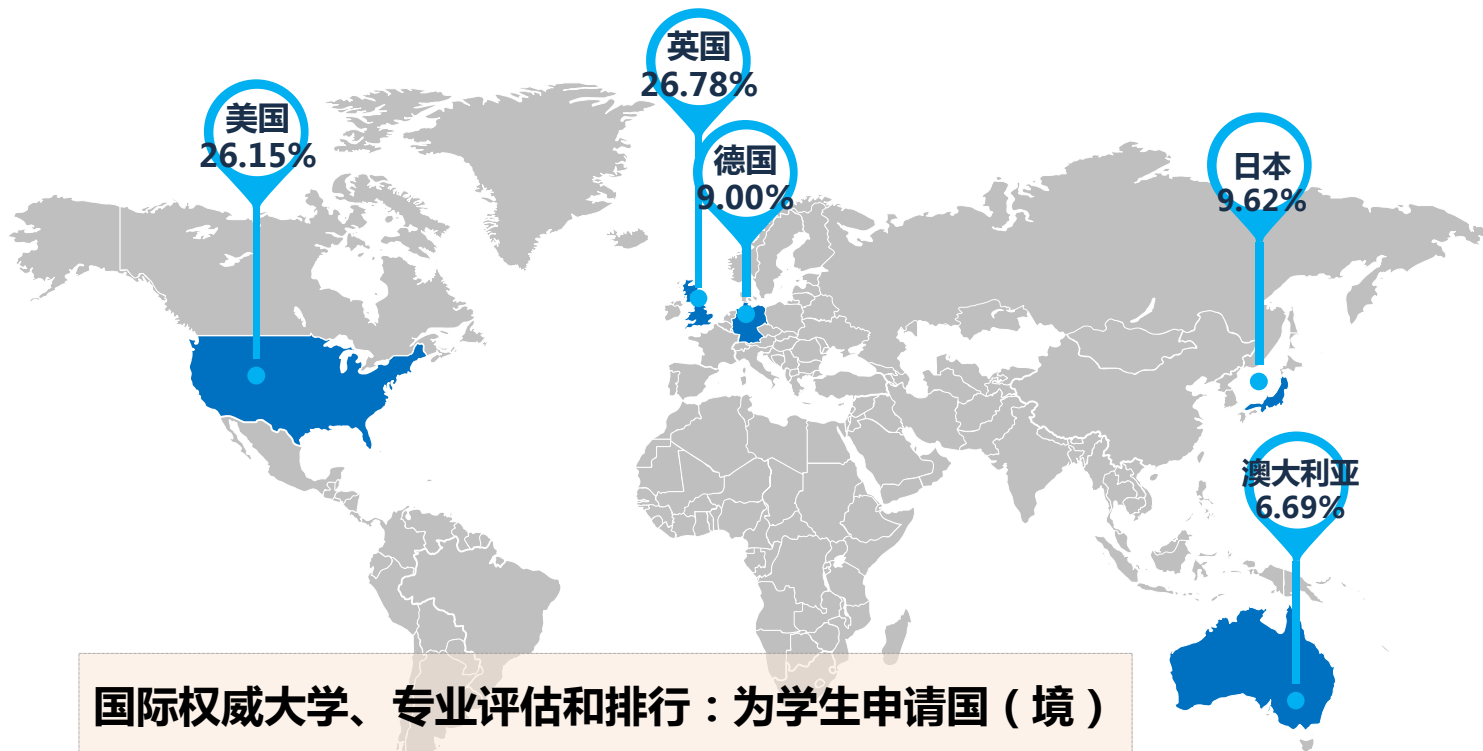 英国
26.78%
美国
26.15%
德国
9.00%
日本
9.62%
澳大利亚
6.69%
国际权威大学、专业评估和排行：为学生申请国（境）